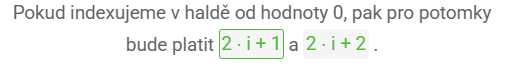 Pokud indexujeme v haldě od hodnoty 0, pak pro potomky
bude platit 2 · i + 1 a 2 · i + 2 .